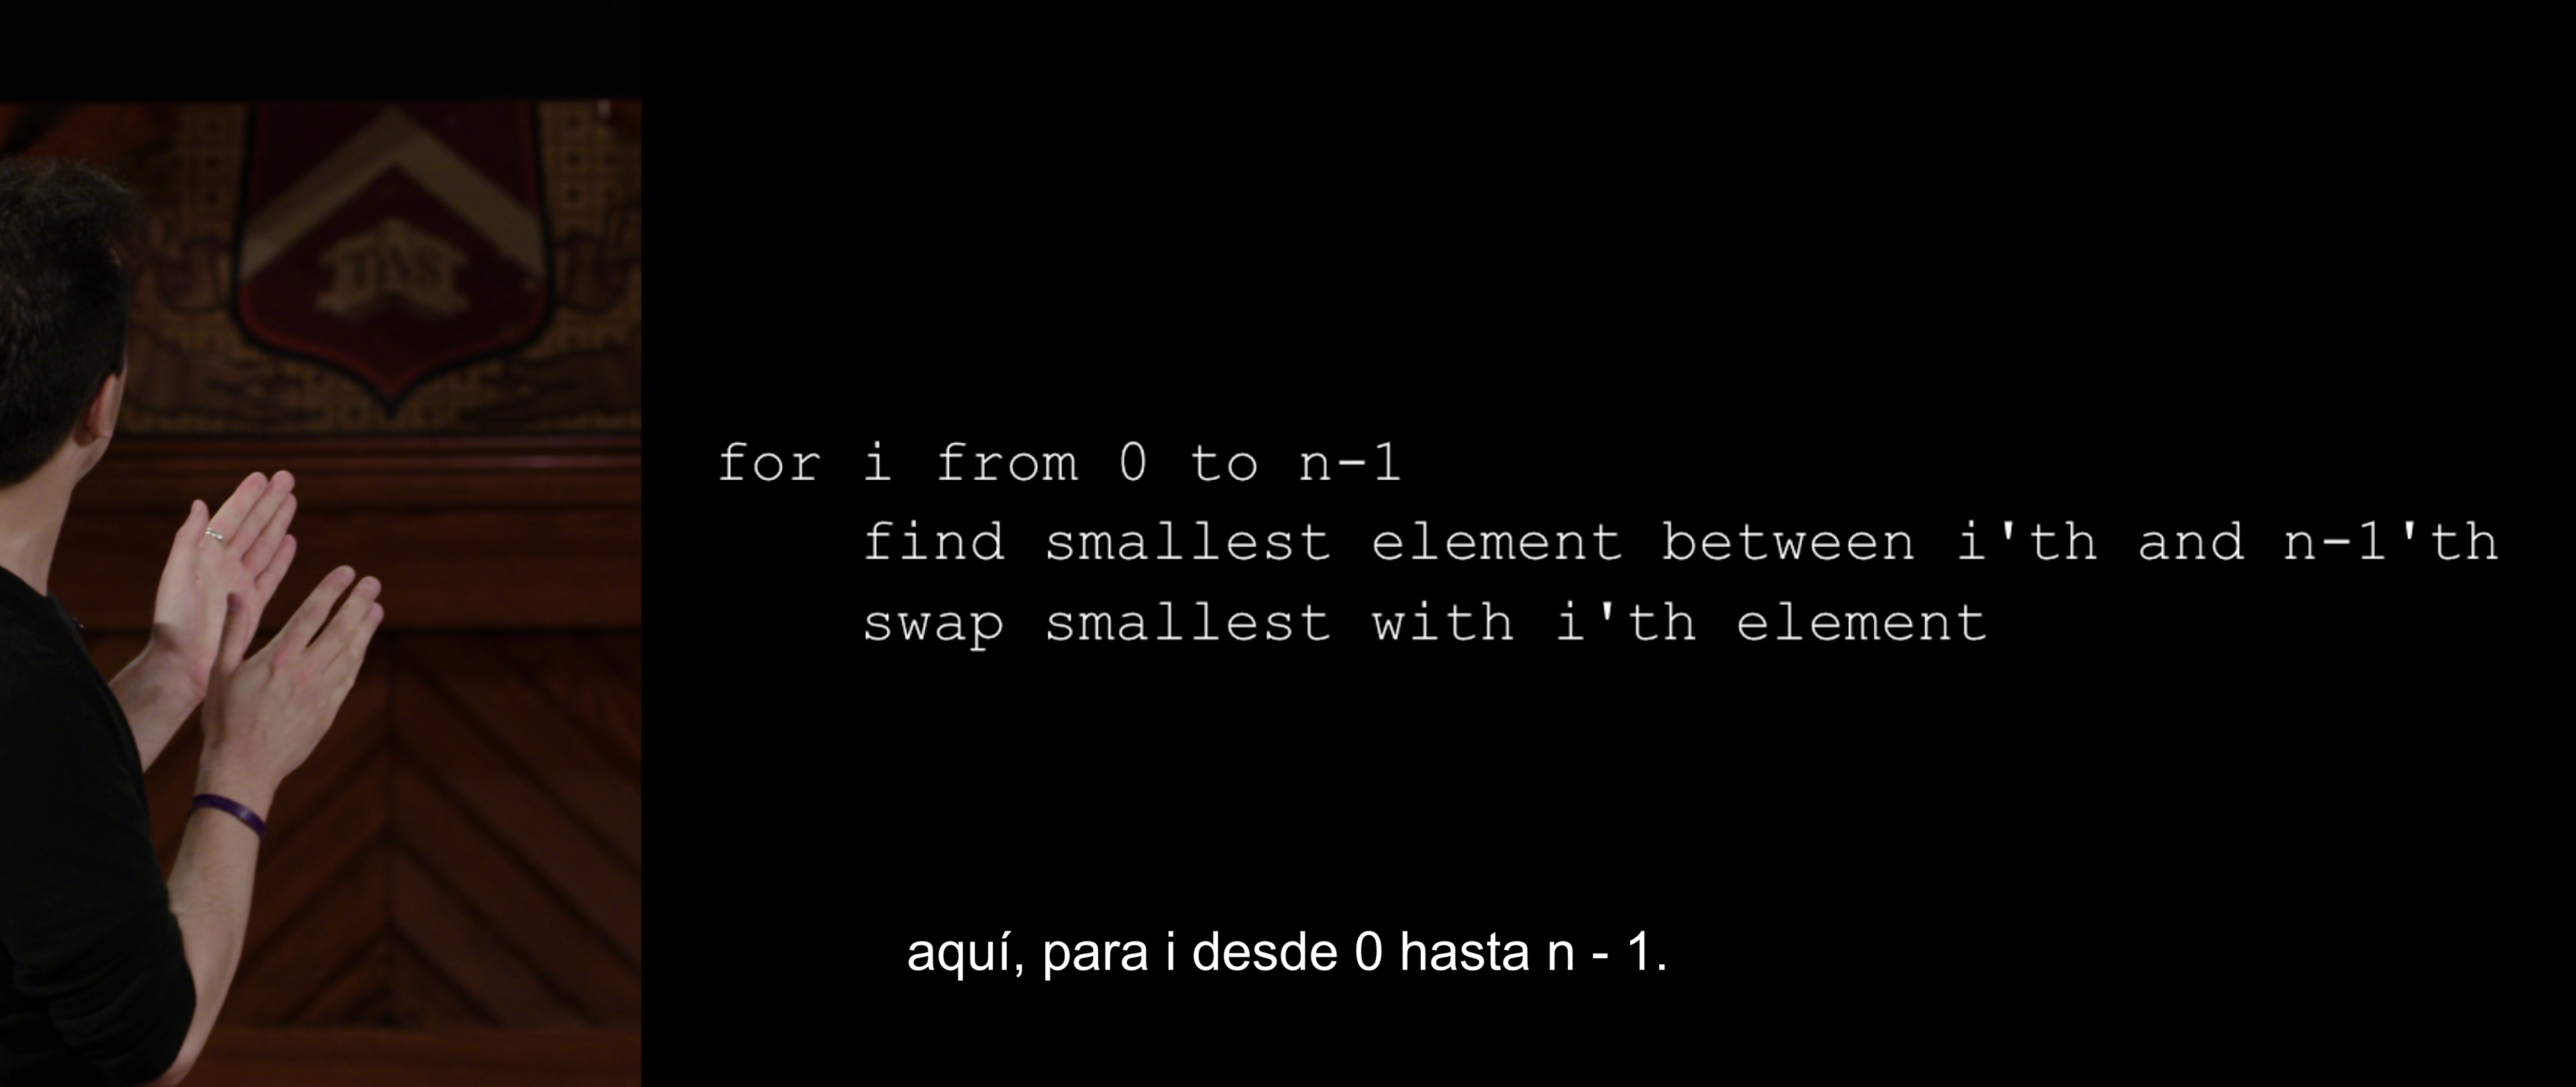 TAS
for i from 0 to n-1
find smallest element between i'th and n-1'th
swap smallest with i'th element
aquí, para i desde 0 hasta n - 1.